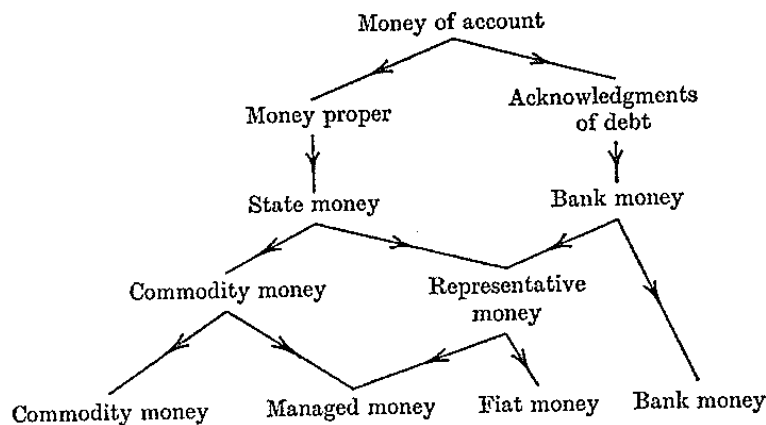 Money of account
Money proper
Acknowledgments
of debt
State money
Bank money
Commodity money
Representative
money
Commodity money
Managed money
Fiat money
Bank money